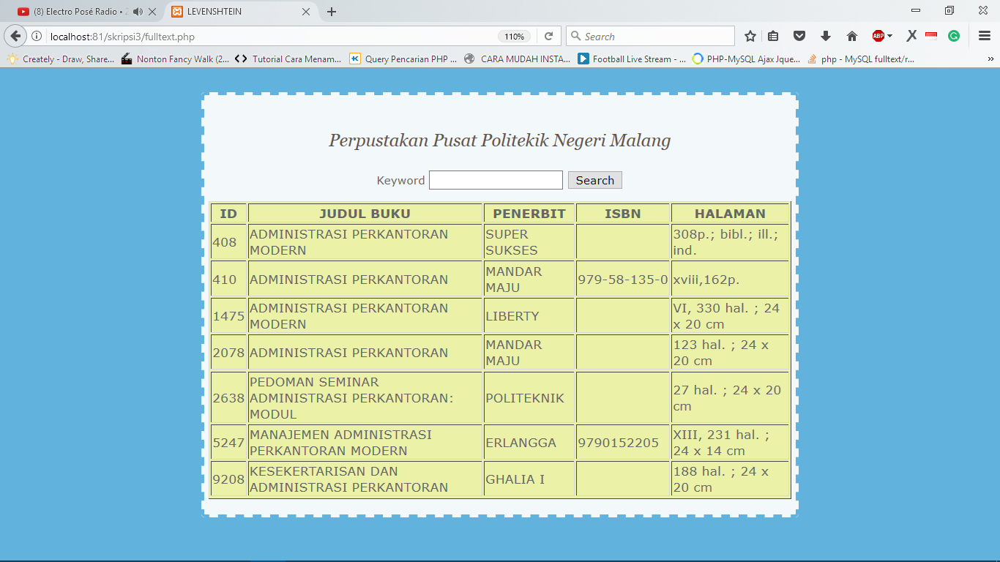 (8) Electro Posé Radio • 2
LEVENSHTEIN
localhost:81/skripsi3/fulltext.php
110%
Search
ABP
Creately - Draw, Share...
Nonton Fancy Walk (2...
Tutorial Cara Menam...
Query Pencarian PHP ...
CARA MUDAH INSTA...
Football Live Stream - ...
PHP-MySQL Ajax Jque...
php - MySQL fulltext/r...
Perpustakan Pusat Politekik Negeri Malang
Keyword
Search
ID JUDUL BUKU PENERBIT ISBN HALAMAN
408
ADMINISTRASI PERKANTORAN
MODERN
SUPER
SUKSES
308p.; bibl.; ill.;
ind.
410
ADMINISTRASI PERKANTORAN
MANDAR
MAJU
979-58-135-0
xviii,162p.
1475
ADMINISTRASI PERKANTORAN
MODERN
LIBERTY
VI, 330 hal. ; 24
x 20 cm
2078
ADMINISTRASI PERKANTORAN
MANDAR
MAJU
123 hal. ; 24 x
20 cm
2638
PEDOMAN SEMINAR
ADMINISTRASI PERKANTORAN:
MODUL
POLITEKNIK
27 hal. ; 24 x 20
cm
5247
MANAJEMEN ADMINISTRASI
PERKANTORAN MODERN
ERLANGGA
9790152205
XIII, 231 hal. ;
24 x 14 cm
9208
KESEKERTARISAN DAN
ADMINISTRASI PERKANTORAN
GHALIA I
188 hal. ; 24 x
20 cm